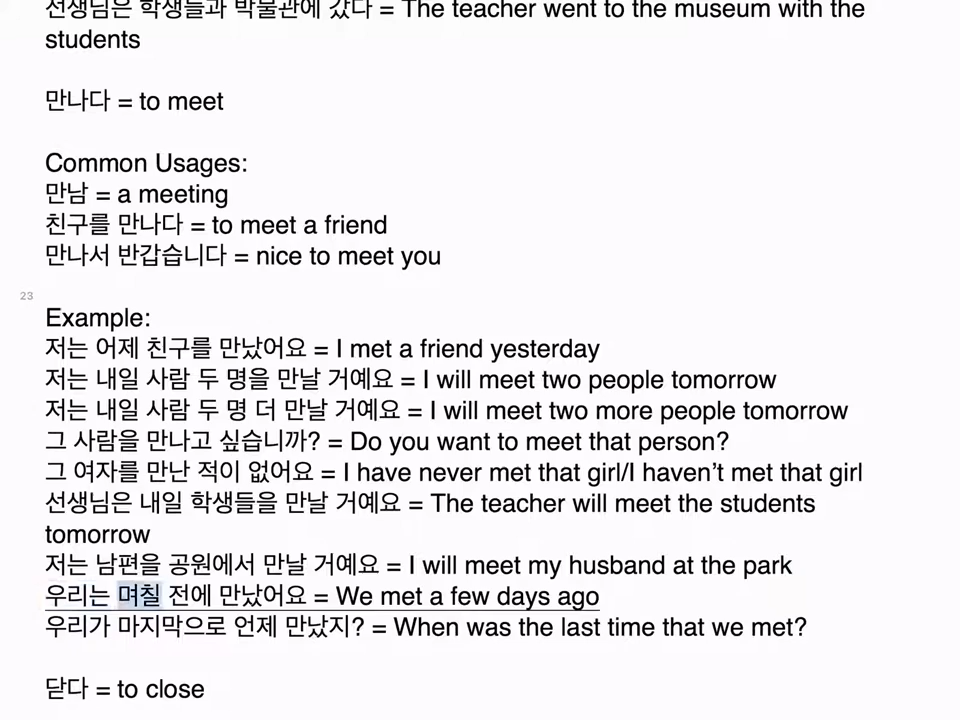 선생님은 학생들과 박물관에 갔다 = The teacher went to the museum with the
students
만나다 = to meet
Common Usages:
만남 = a meeting
친구를 만나다 = to meet a friend
만나서 반갑습니다 = nice to meet you
23
Example:
저는 어제 친구를 만났어요 = I met a friend yesterday
저는 내일 사람 두 명을 만날 거예요 = I will meet two people tomorrow
저는 내일 사람 두 명 더 만날 거예요 = I will meet two more people tomorrow
그 사람을 만나고 싶습니까? = Do you want to meet that person?
그 여자를 만난 적이 없어요 = I have never met that girl/I haven’t met that girl
선생님은 내일 학생들을 만날 거예요 = The teacher will meet the students
tomorrow
저는 남편을 공원에서 만날 거예요 = I will meet my husband at the park
우리는 며칠 전에 만났어요 = We met a few days ago
우리가 마지막으로 언제 만났지? = When was the last time that we met?
닫다 = to close